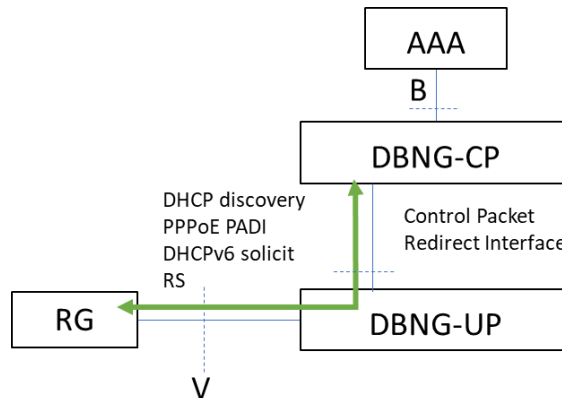 AAA
B
DBNG-CP
DHCP discovery
PPPoE PADI
DHCPv6 solicit
RS
Control Packet
Redirect Interface
RG
DBNG-UP
V